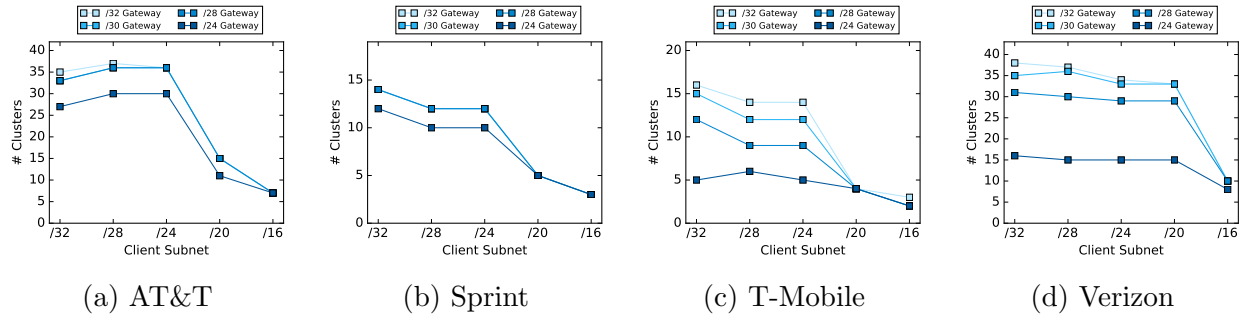 /32 Gateway /28 Gateway
/30 Gateway /24 Gateway
40
35
30
25
20
15
10
5
0
# Clusters
/32 /28 /24 /20 /16
Client Subnet
(a) AT&T
/32 Gateway /28 Gateway
/30 Gateway /24 Gateway
15
10
5
0
# Clusters
/32 /28 /24 /20 /16
Client Subnet
(b) Sprint
/32 Gateway /28 Gateway
/30 Gateway /24 Gateway
20
15
10
5
0
# Clusters
/32 /28 /24 /20 /16
Client Subnet
(c) T-Mobile
/32 Gateway /28 Gateway
/30 Gateway /24 Gateway
40
35
30
25
20
15
10
5
0
# Clusters
/32 /28 /24 /20 /16
Client Subnet
(d) Verizon